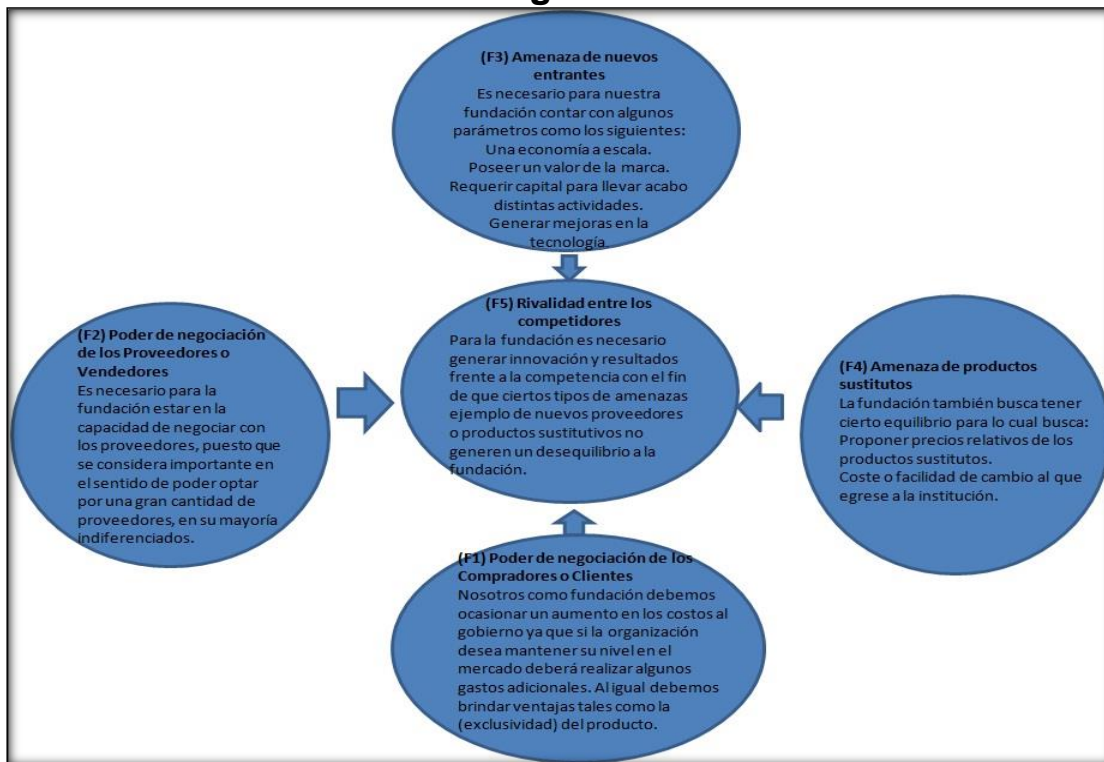 g
(F3) Amenaza de nuevos
entrantes
Es necesario para nuestra
fundación contar con algunos
parámetros como los siguientes:
Una economía a escala.
Poseer un valor de la marca.
Requerir capital para llevar acabo
distintas actividades.
Generar mejoras en la
tecnología
(F2) Poder de negociación
de los Proveedores o
Vendedores
Es necesario para la
fundación estar en la
capacidad de negociar con
los proveedores, puesto que
se considera importante en
el sentido de poder optar
por una gran cantidad de
proveedores, en su mayoría
indiferenciados.
(F5) Rivalidad entre los
competidores
Para la fundación es necesario
generar innovación y resultados
frente a la competencia con el fin
de que ciertos tipos de amenazas
ejemplo de nuevos proveedores
o productos sustitutivos no
generen un desequilibrio a la
fundación.
(F4) Amenaza de productos
sustitutos
La fundación también busca tener
cierto equilibrio para lo cual busca:
Proponer precios relativos de los
productos sustitutos.
Coste o facilidad de cambio al que
egrese a la institución.
(F1) Poder de negociación de los
Compradores o Clientes
Nosotros como fundación debemos
ocasionar un aumento en los costos al
gobierno ya que si la organización
desea mantener su nivel en el
mercado deberá realizar algunos
gastos adicionales. Al igual debemos
brindar ventajas tales como la
(exclusividad) del producto.